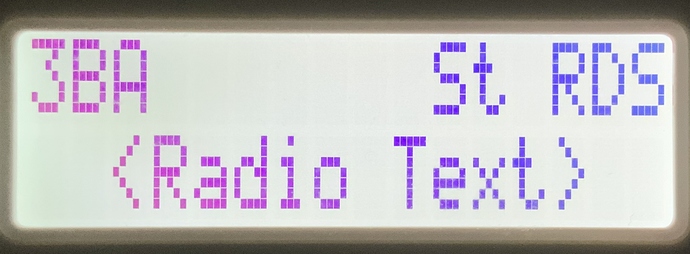 3BA St RDS
<Radio Text>